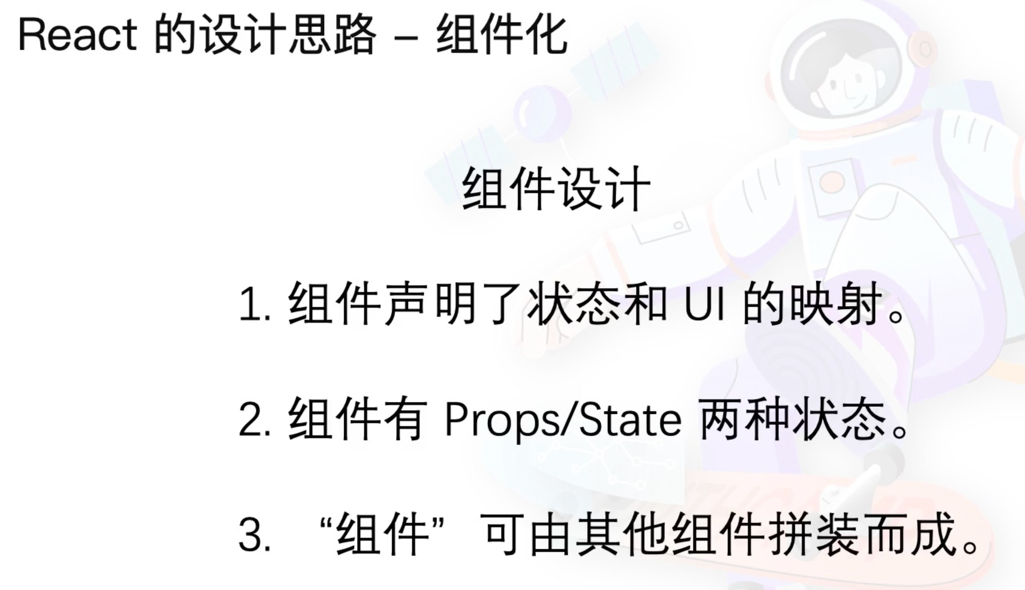 React 的设计思路 – 组件化
组件设计
1. 组件声明了状态和 UI 的映射。
2. 组件有 Props/State 两种状态。
3. “组件” 可由其他组件拼装而成。